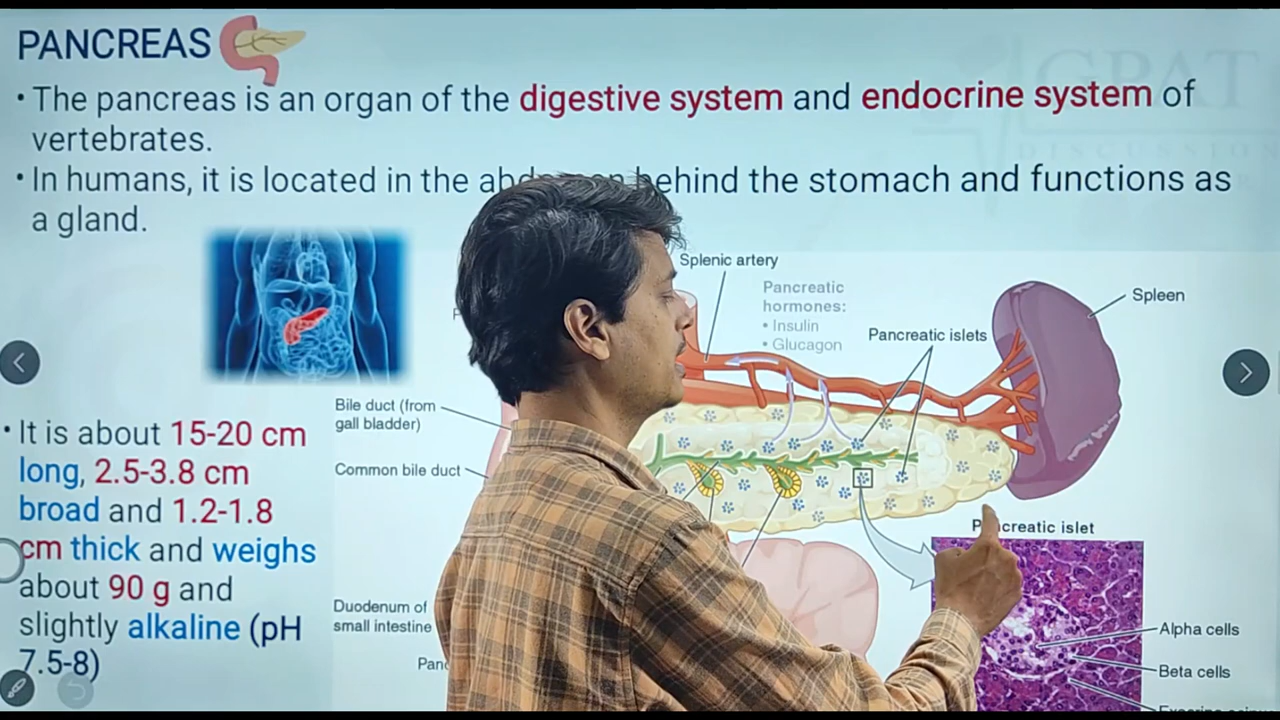 PANCREAS
• The pancreas is an organ of the digestive system and endocrine system of
vertebrates.
• In humans, it is located in the abdomen behind the stomach and functions as
a gland.
GPAT
DISCUSSION
Splenic artery
Pancreatic
hormones:
• Insulin
• Glucagon
Pancreatic islets
Spleen
Bile duct (from
gall bladder)
Common bile duct
• It is about 15-20 cm
long, 2.5-3.8 cm
broad and 1.2-1.8
cm thick and weighs
about 90 g and
slightly alkaline (pH
7.5-8)
Duodenum of
small intestine
Pancreatic islet
Alpha cells
Beta cells